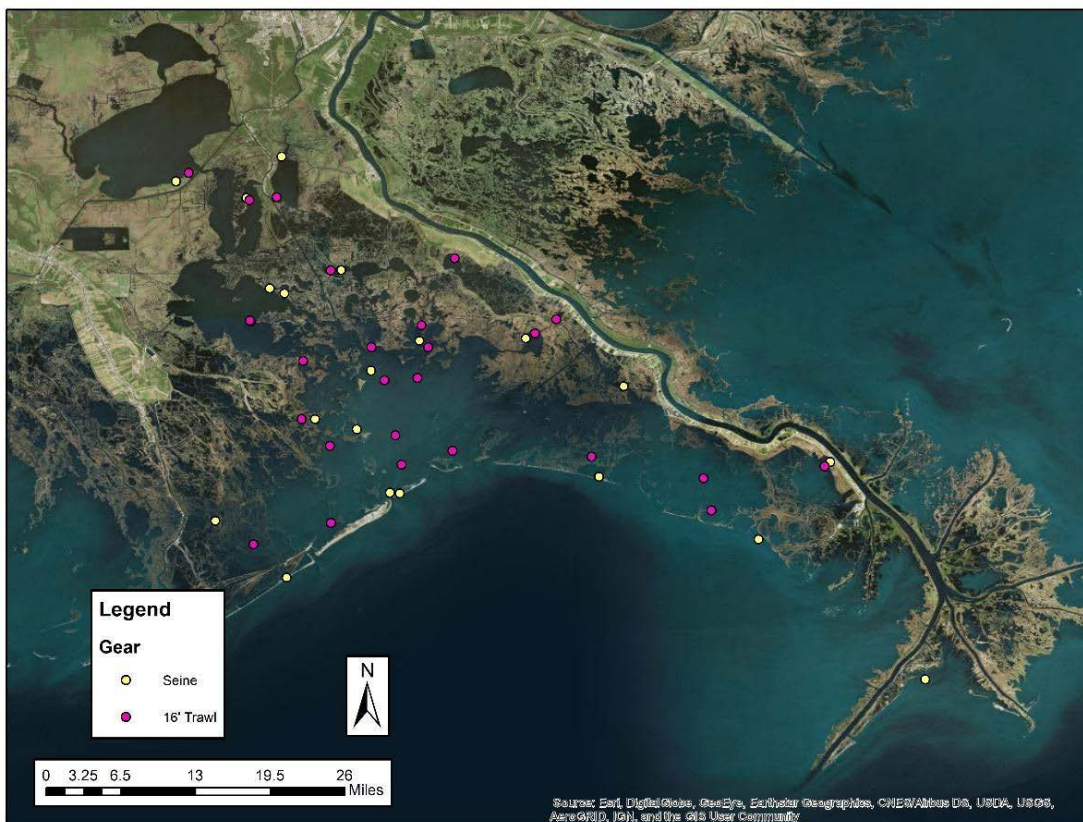 Legend
Gear
Seine
16' Trawl
N
0 3.25 6.5 13 19.5 26
Miles
Source: Esri, DigitalGlobe, GeoEye, Earthstar Geographics, CNES/Airbus DS, USDA, USGS,
AeroGRID, IGN, and the GIS User Community